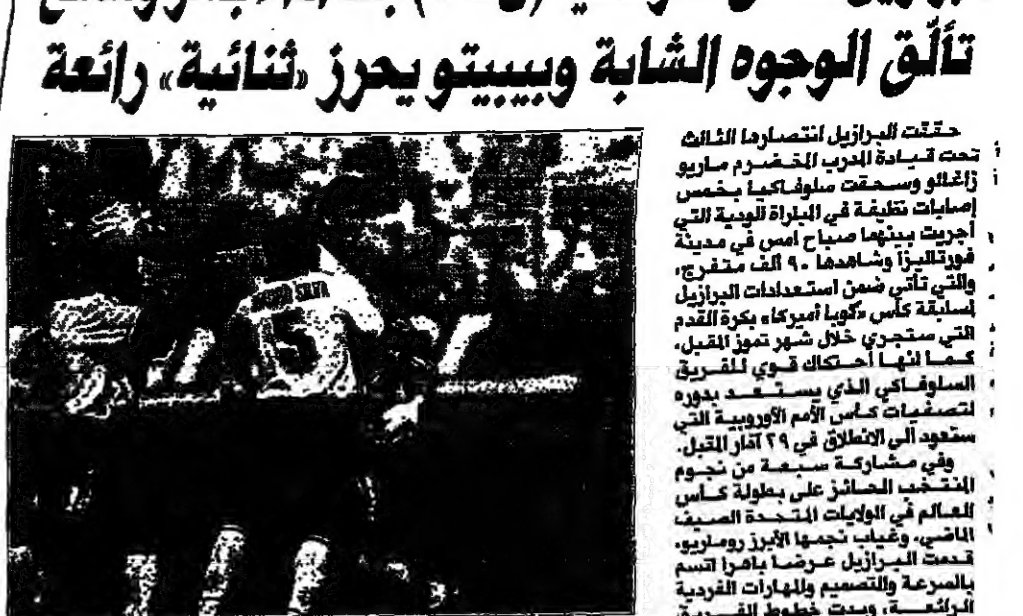 تألّق الوجوه الشابة وبيبيتو يحرز «ثنائية» رائعة
حققت البرازيل انتصارها الثالث
تحت قيادة المدرب المخضرم ماريو
زاغالو وسحقت سلوفاكيا بخمس
إصابات نظيفة في المباراة الودية التي
أجريت بينهما صباح امس في مدينة
فورتاليزا وشاهدها ٩٠ ألف متفرج،
والتي تأتي ضمن استعدادات البرازيل
لمسابقة كأس «كوبا أميركا» بكرة القدم
التي ستجري خلال شهر تموز المقبل،
كما انها أحتكاك قوي للفريق
السلوفاكي الذي يستعد بدوره
لتصفيات كأس الأمم الأوروبية التي
ستعود الى الانطلاق في ٢٩ آذار المقبل.
وفي مشاركة سبعة من نجوم
المنتخب الحائز على بطولة كأس
العالم في الولايات المتحدة الصيف
الماضي، وغياب نجمها الأبرز روماريو،
قدمت البرازيل عرضا باهرا اتسم
بالسرعة والتصميم والمهارات الفردية
SILVA
5